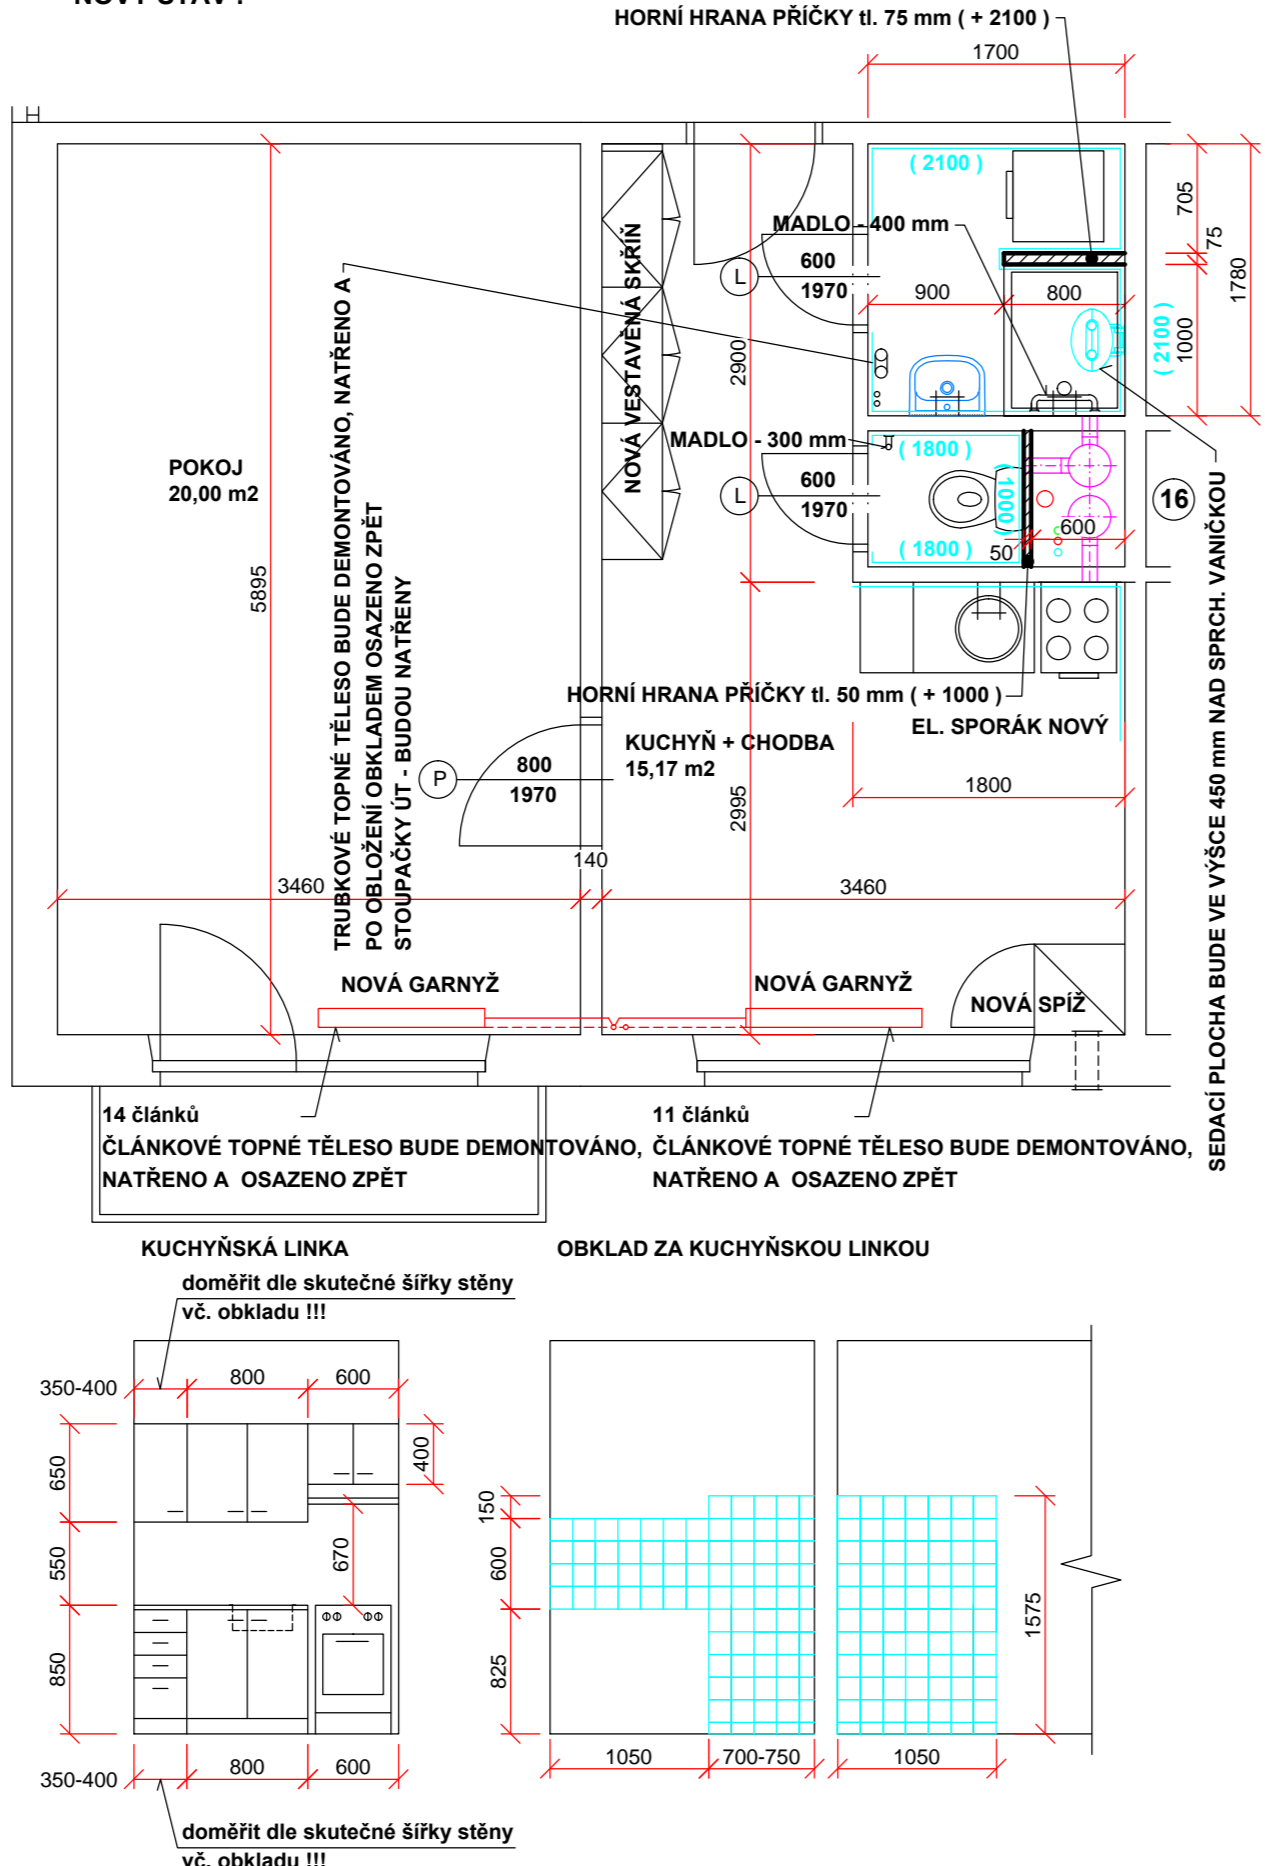 HORNÍ HRANA PŘÍČKY tl. 75 mm ( + 2100 )
1700
( 2100 )
705
75
1780
1000
( 2100 )
MADLO - 400 mm
L
600
1970
900
800
NOVÁ VESTAVĚNÁ SKŘÍŇ
2900
TRUBKOVÉ TOPNÉ TĚLESO BUDE DEMONTOVÁNO, NATŘENO A
PO OBLOŽENÍ OBKLADEM OSAZENO ZPĚT
STOUPAČKY ÚT - BUDOU NATŘENY
POKOJ
20,00 m2
5895
MADLO - 300 mm
( 1800 )
L
600
1970
( 1000 )
( 1800 )
50
600
16
SEDACÍ PLOCHA BUDE VE VÝŠCE 450 mm NAD SPRCH. VANIČKOU
HORNÍ HRANA PŘÍČKY tl. 50 mm ( + 1000 )
EL. SPORÁK NOVÝ
KUCHYŇ + CHODBA
15,17 m2
P
800
1970
2995
1800
140
3460
3460
NOVÁ GARNYŽ
NOVÁ GARNYŽ
NOVÁ SPÍŽ
14 článků
ČLÁNKOVÉ TOPNÉ TĚLESO BUDE DEMONTOVÁNO,
NATŘENO A OSAZENO ZPĚT
11 článků
ČLÁNKOVÉ TOPNÉ TĚLESO BUDE DEMONTOVÁNO,
NATŘENO A OSAZENO ZPĚT
KUCHYŇSKÁ LINKA
doměřit dle skutečné šířky stěny
vč. obkladu !!!
350-400
800
600
650
400
550
670
850
350-400
800
600
doměřit dle skutečné šířky stěny
vč. obkladu !!!
OBKLAD ZA KUCHYŇSKOU LINKOU
150
600
825
1575
1050
700-750
1050